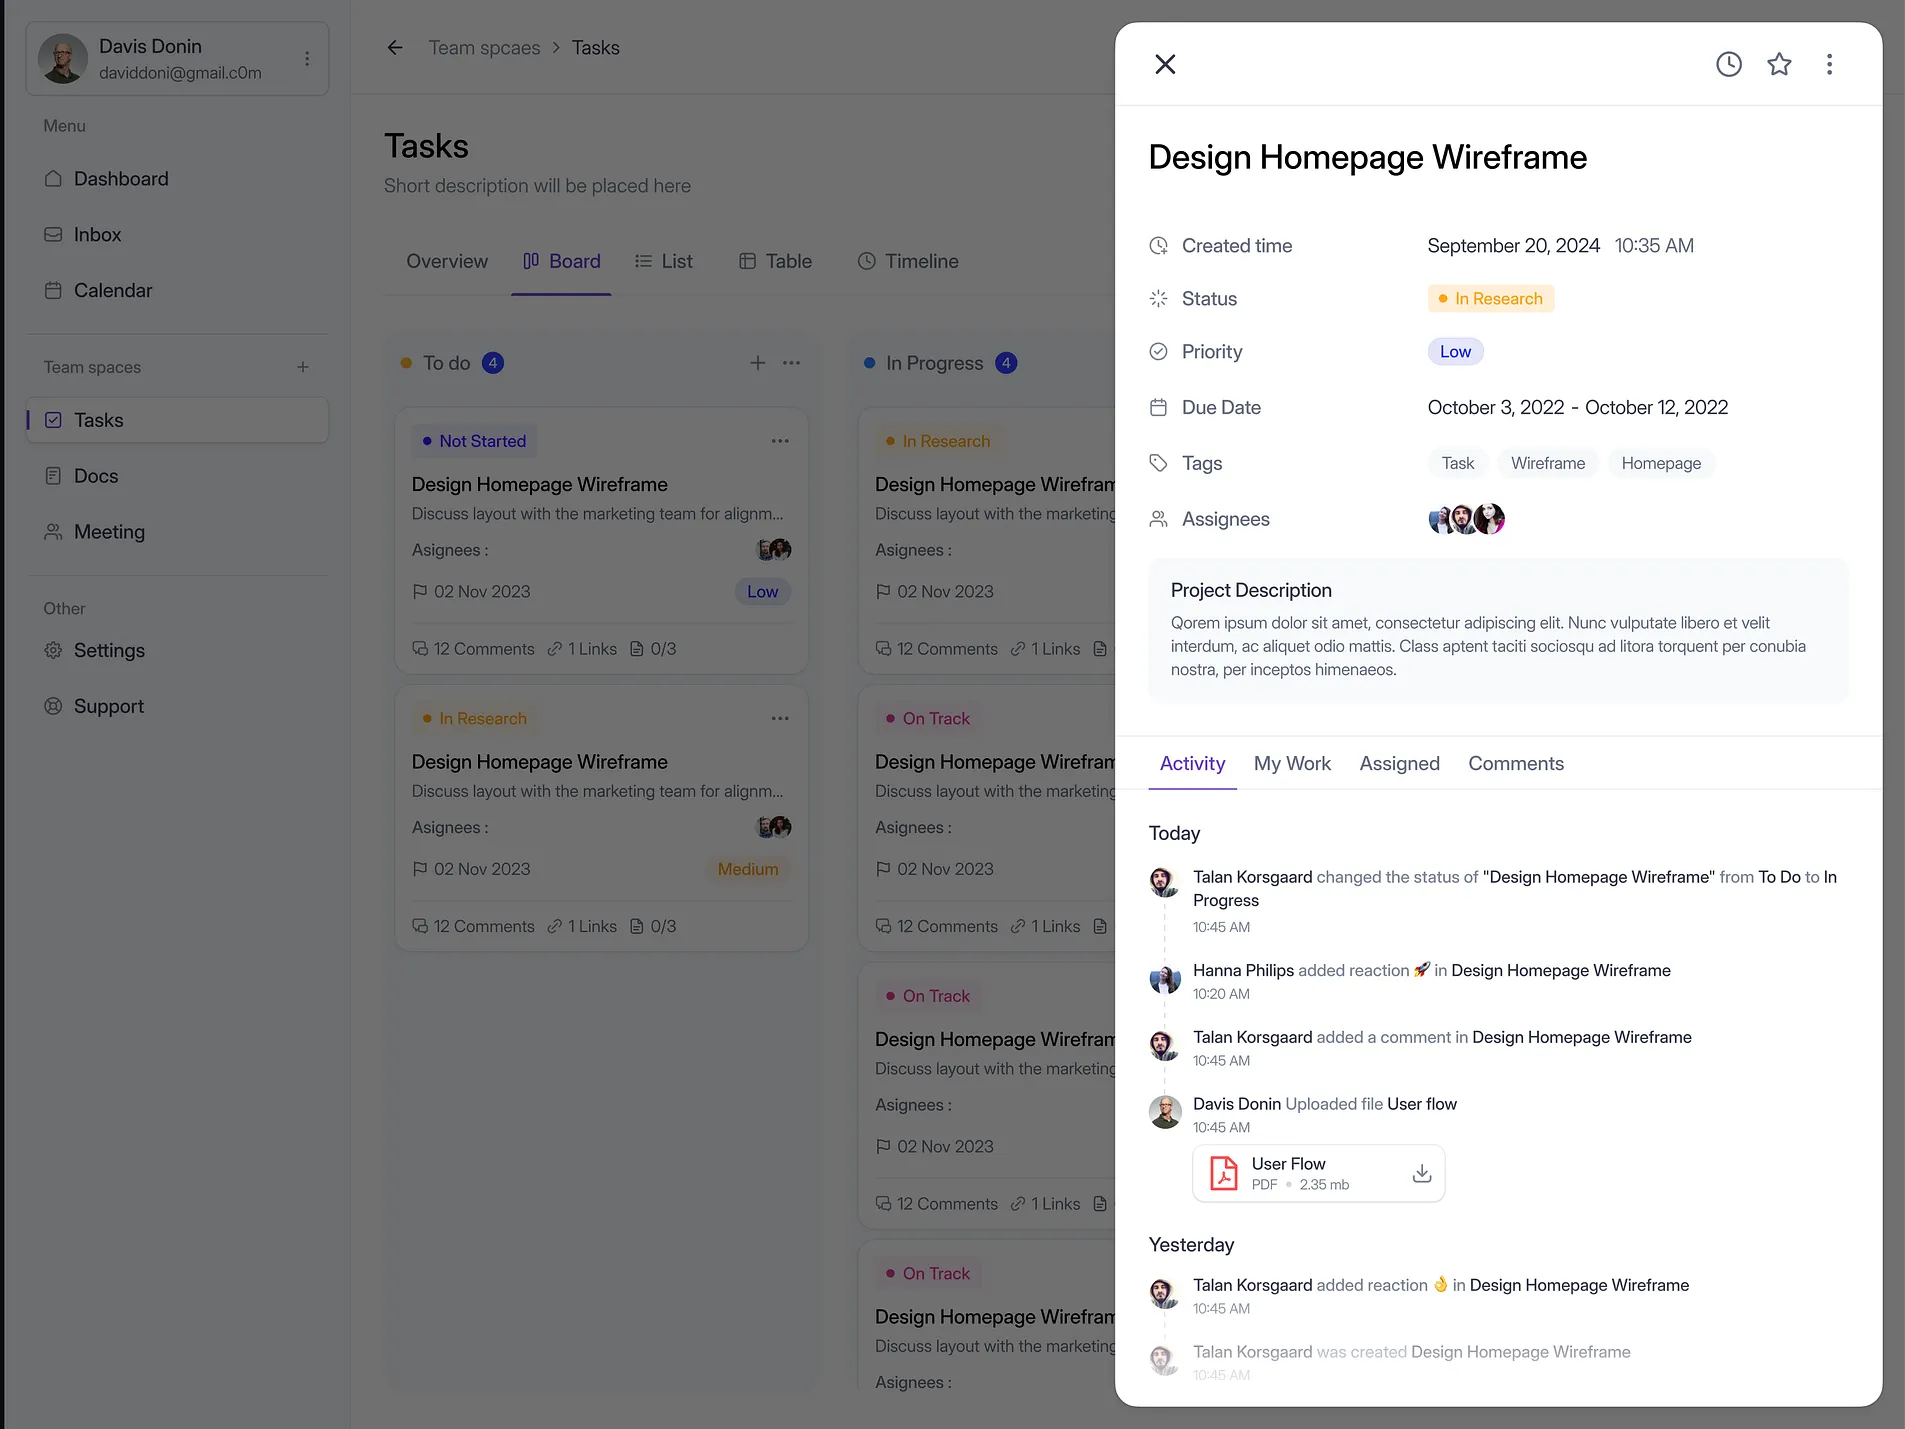 Davis Donin
daviddoni@gmail.c0m
Menu
Dashboard
Inbox
Calendar
Team spaces
Tasks
Docs
Meeting
Other
Settings
Support
Team spcaes > Tasks
Tasks
Short description will be placed here
Overview Board List Table Timeline
To do 4
Not Started
Design Homepage Wireframe
Discuss layout with the marketing team for alignm...
Asignees :
02 Nov 2023 Low
12 Comments 1 Links 0/3
In Research
Design Homepage Wireframe
Discuss layout with the marketing team for alignm...
Asignees :
02 Nov 2023 Medium
12 Comments 1 Links 0/3
In Progress 4
In Research
Design Homepage Wirefram
Discuss layout with the marketing
Asignees :
02 Nov 2023
12 Comments 1 Links
On Track
Design Homepage Wirefram
Discuss layout with the marketing
Asignees :
02 Nov 2023
12 Comments 1 Links
On Track
Design Homepage Wirefram
Discuss layout with the marketing
Asignees :
02 Nov 2023
12 Comments 1 Links
On Track
Design Homepage Wirefram
Discuss layout with the marketing
Asignees :
Design Homepage Wireframe
Created time September 20, 2024 10:35 AM
Status In Research
Priority Low
Due Date October 3, 2022 - October 12, 2022
Tags Task Wireframe Homepage
Assignees
Project Description
Qorem ipsum dolor sit amet, consectetur adipiscing elit. Nunc vulputate libero et velit
interdum, ac aliquet odio mattis. Class aptent taciti sociosqu ad litora torquent per conubia
nostra, per inceptos himenaeos.
Activity My Work Assigned Comments
Today
Talan Korsgaard changed the status of "Design Homepage Wireframe" from To Do to In
Progress
10:45 AM
Hanna Philips added reaction 🚀 in Design Homepage Wireframe
10:20 AM
Talan Korsgaard added a comment in Design Homepage Wireframe
10:45 AM
Davis Donin Uploaded file User flow
10:45 AM
User Flow
PDF • 2.35 mb
Yesterday
Talan Korsgaard added reaction 👌 in Design Homepage Wireframe
10:45 AM
Talan Korsgaard was created Design Homepage Wireframe
10:45 AM